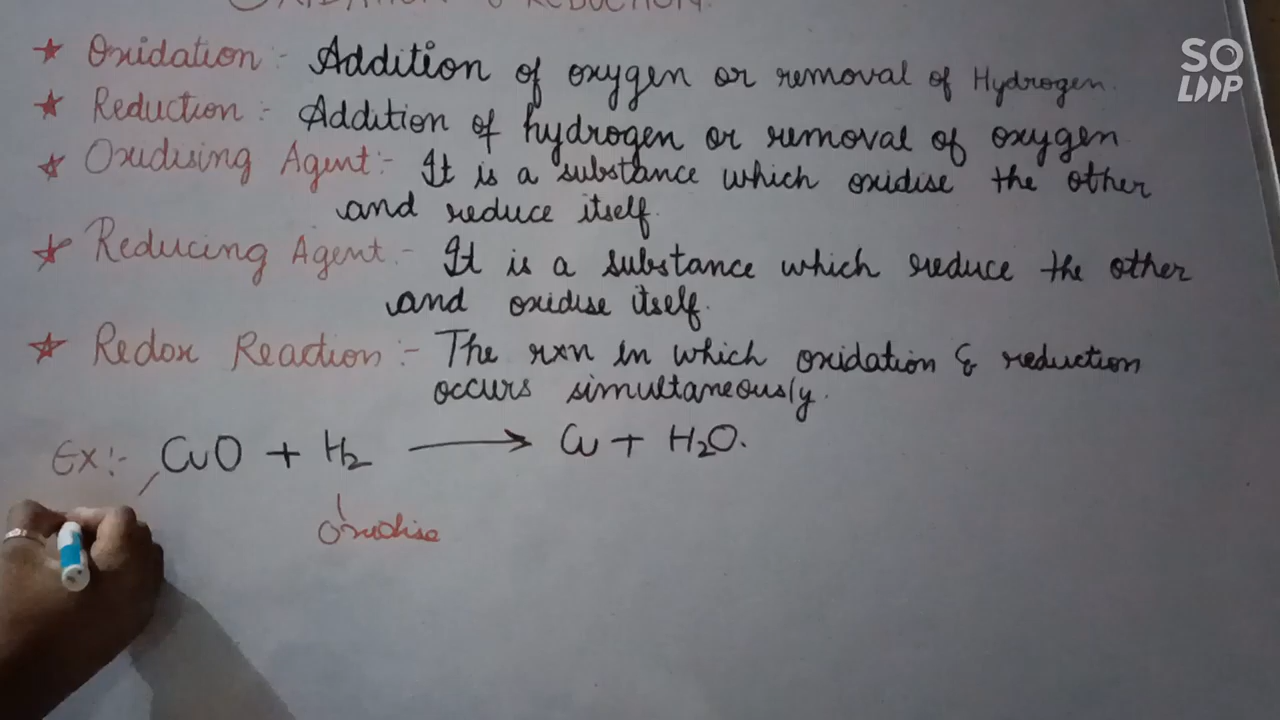 OXIDATION & REDUCTION
★ Oxidation :- Addition of oxygen or removal of Hydrogen.
★ Reduction :- Addition of hydrogen or removal of oxygen
★ Oxidising Agent :- It is a substance which oxidise the other
and reduce itself.
★ Reducing Agent :- It is a substance which reduce the other
and oxidise itself.
★ Redox Reaction :- The rxn in which oxidation & reduction
occurs simultaneously.
Ex:- CuO + H₂ → Cu + H₂O.
Oxidise
SO
LOOP